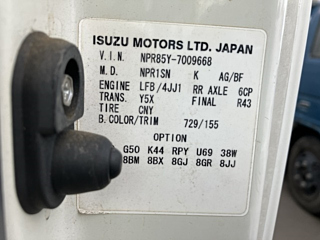 ISUZU MOTORS LTD. JAPAN
V.I.N. NPR85Y-7009668
M.D. NPR1SN K AG/BF
ENGINE LFB/4JJ1 RR AXLE 6CP
TRANS. Y5X FINAL R43
TIRE CNY
B.COLOR/TRIM 729/155
OPTION
G50 K44 RPY U69 38W
8BM 8BX 8GJ 8GR 8JJ